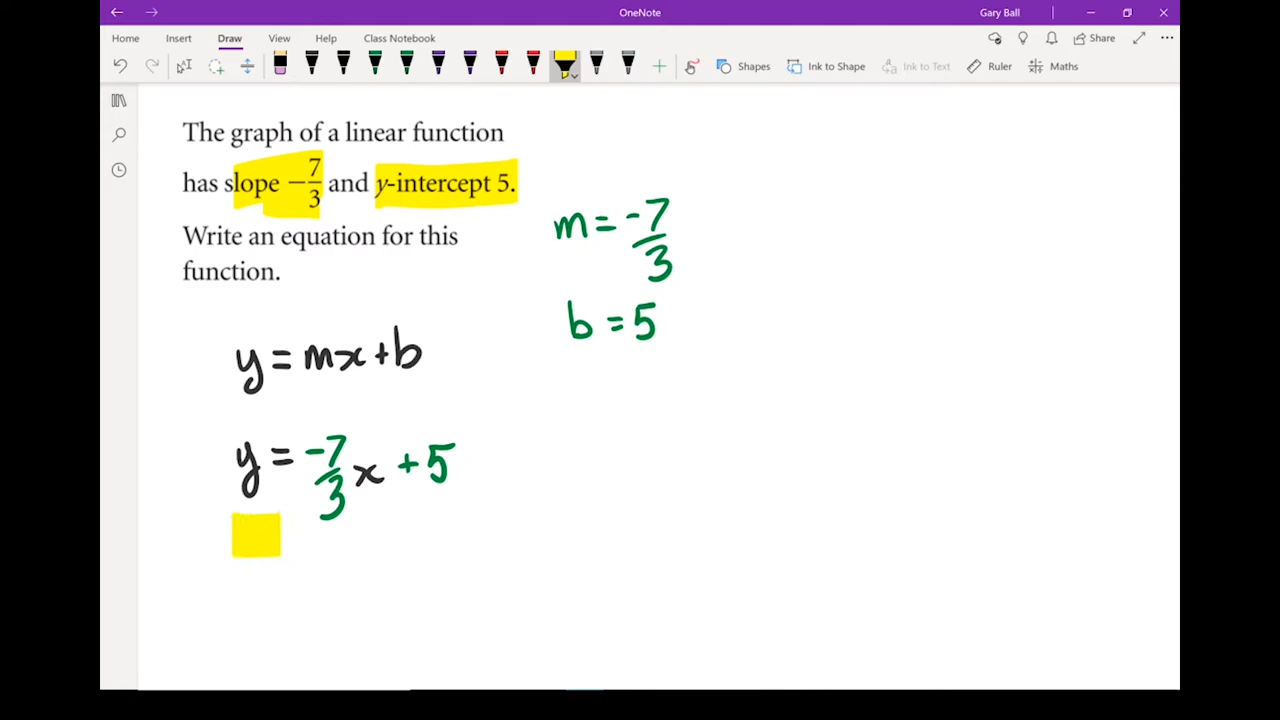 OneNote
Gary Ball
Home Insert Draw View Help Class Notebook
Share
Shapes Ink to Shape Ink to Text Ruler Maths
The graph of a linear function
has slope −7/3 and y-intercept 5.
Write an equation for this
function.
m = -7/3
b = 5
y = mx + b
y = -7/3 x + 5